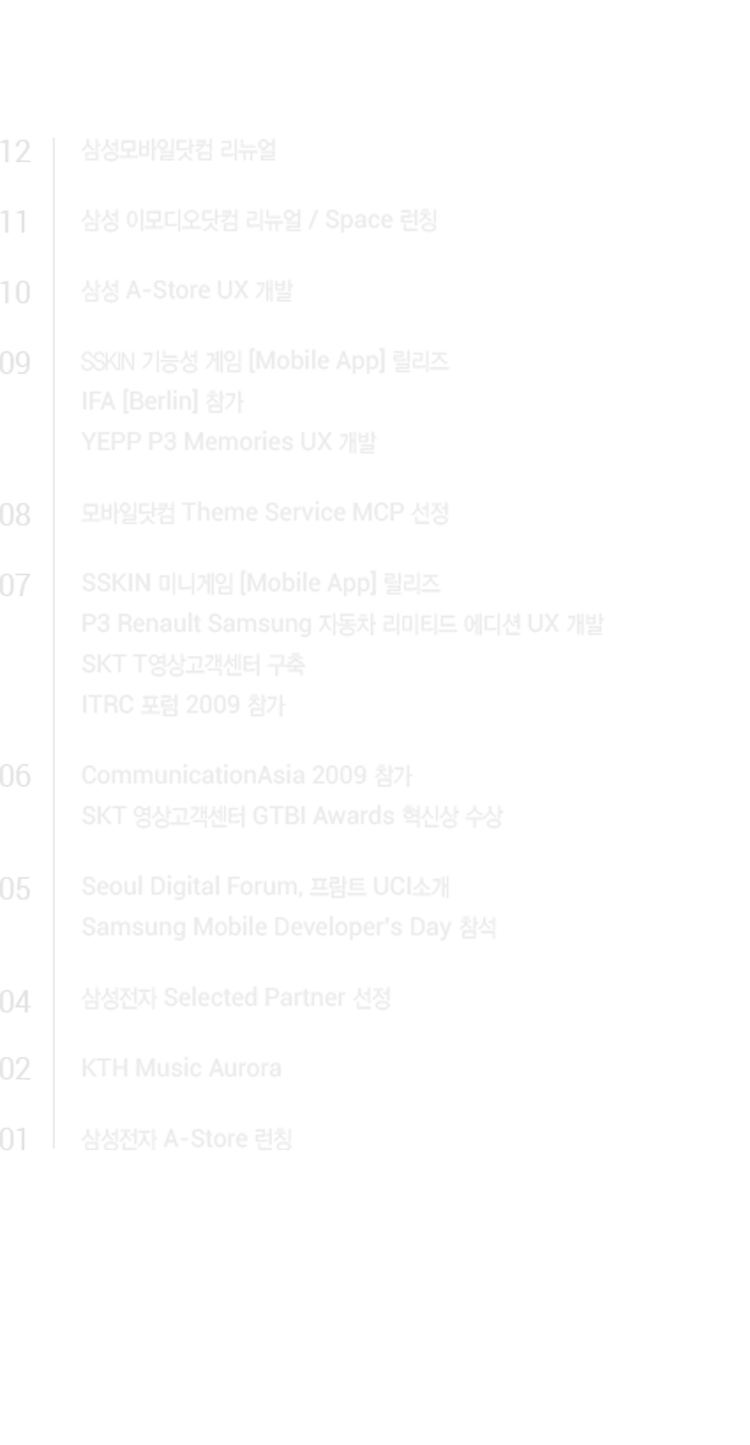 12 삼성모바일닷컴 리뉴얼
11 삼성 이모디오닷컴 리뉴얼 / Space 런칭
10 삼성 A-Store UX 개발
09 SSKIN 기능성 게임 [Mobile App] 릴리즈
IFA [Berlin] 참가
YEPP P3 Memories UX 개발
08 모바일닷컴 Theme Service MCP 선정
07 SSKIN 미니게임 [Mobile App] 릴리즈
P3 Renault Samsung 자동차 리미티드 에디션 UX 개발
SKT T영상고객센터 구축
ITRC 포럼 2009 참가
06 CommunicationAsia 2009 참가
SKT 영상고객센터 GTBI Awards 혁신상 수상
05 Seoul Digital Forum, 프람트 UCI소개
Samsung Mobile Developer's Day 참석
04 삼성전자 Selected Partner 선정
02 KTH Music Aurora
01 삼성전자 A-Store 런칭